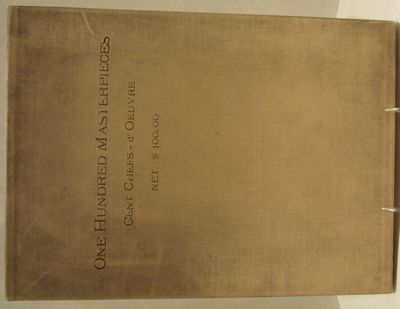 ONE HUNDRED MASTERPIECES
CENT CHEFS - d' OEUVRE
NET. $ 100.00